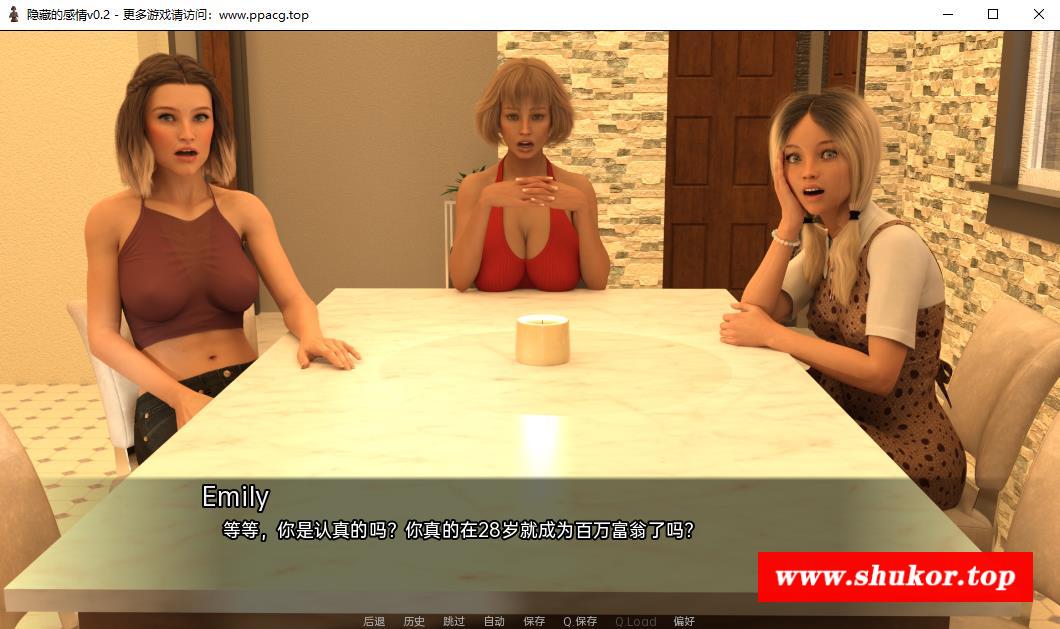 隐藏的感情v0.2 - 更多游戏请访问：www.ppacg.top
Emily
等等，你是认真的吗？你真的在28岁就成为百万富翁了吗？
www.shukor.top
后退 历史 跳过 自动 保存 Q.保存 Q.Load 偏好